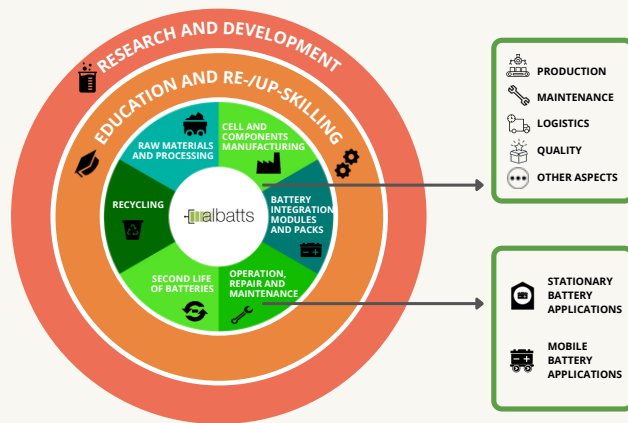 RESEARCH AND DEVELOPMENT
EDUCATION AND RE-/UP-SKILLING
RAW MATERIALS
AND PROCESSING
CELL AND
COMPONENTS
MANUFACTURING
RECYCLING
albatts
BATTERY
INTEGRATION
MODULES
AND PACKS
SECOND LIFE
OF BATTERIES
OPERATION,
REPAIR AND
MAINTENANCE
PRODUCTION
MAINTENANCE
LOGISTICS
QUALITY
OTHER ASPECTS
STATIONARY
BATTERY
APPLICATIONS
MOBILE
BATTERY
APPLICATIONS